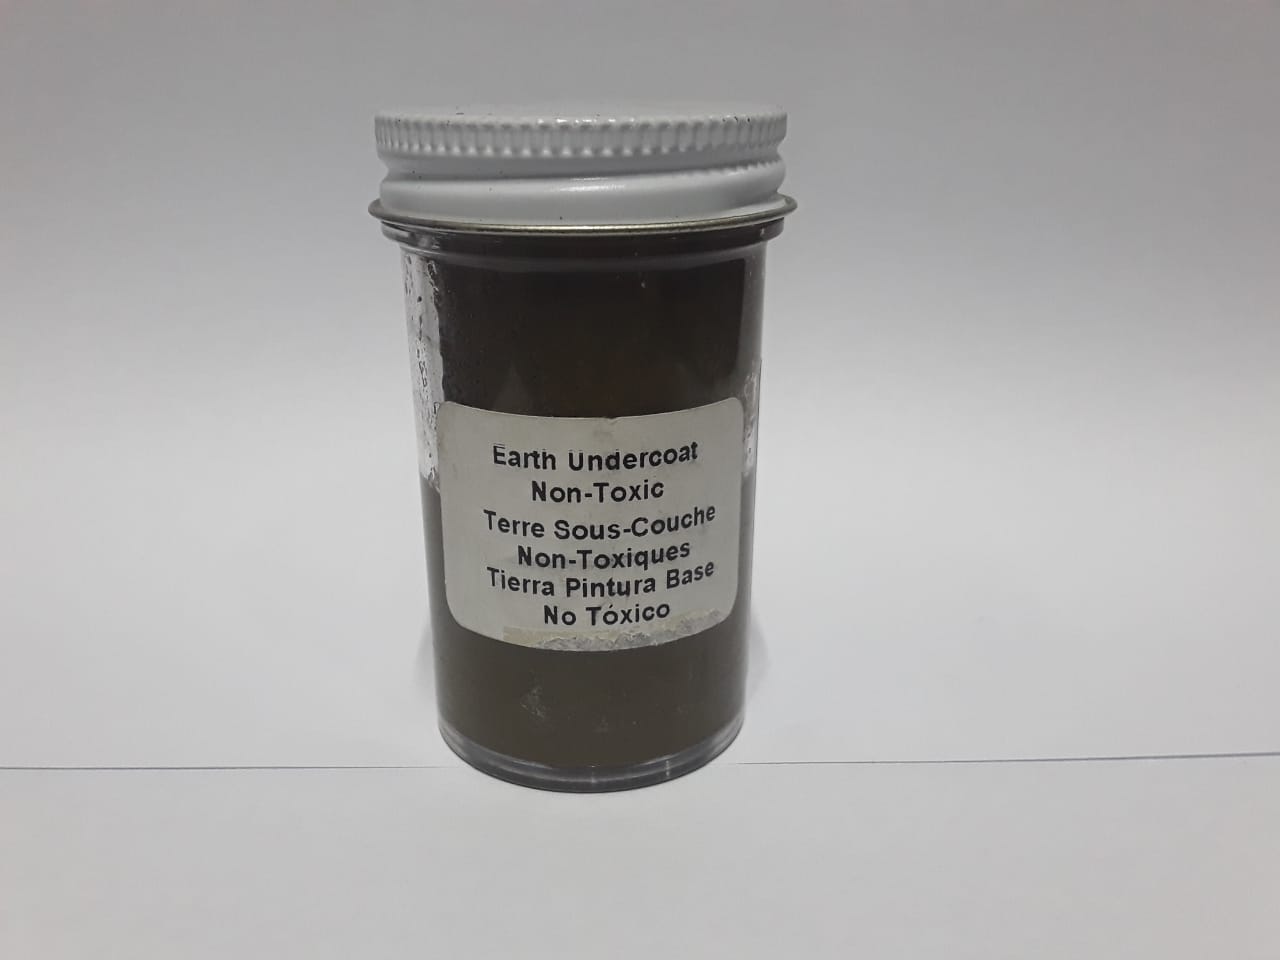 Earth Undercoat
Non-Toxic
Terre Sous-Couche
Non-Toxiques
Tierra Pintura Base
No Tóxico